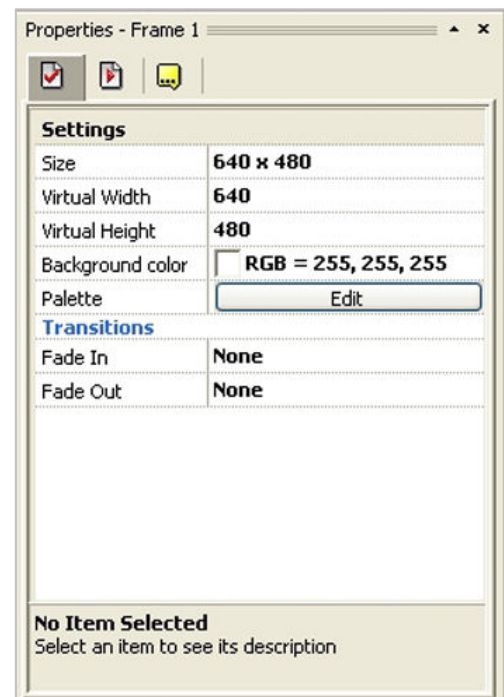 Properties - Frame 1
Settings
Size 640 x 480
Virtual Width 640
Virtual Height 480
Background color RGB = 255, 255, 255
Palette Edit
Transitions
Fade In None
Fade Out None
No Item Selected
Select an item to see its description